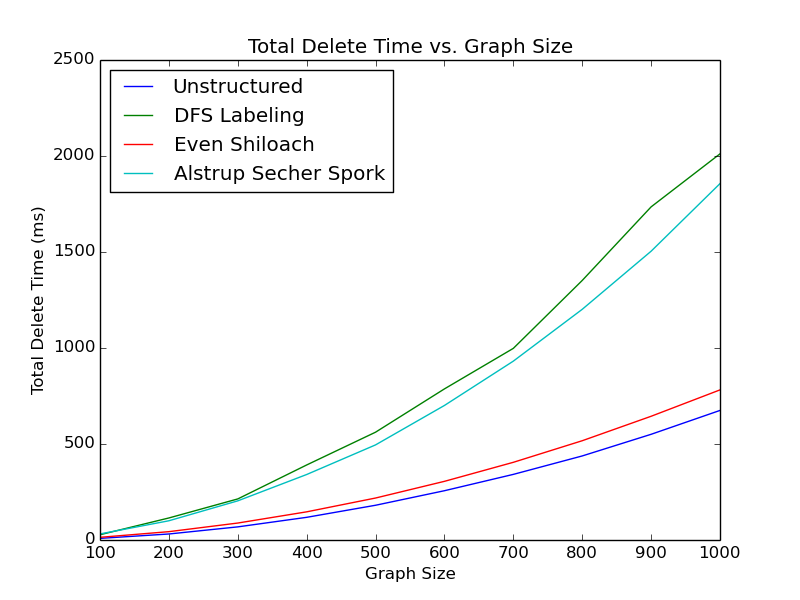 Total Delete Time vs. Graph Size
2500
Unstructured
DFS Labeling
Even Shiloach
Alstrup Secher Spork
2000
1500
1000
500
0
Total Delete Time (ms)
100 200 300 400 500 600 700 800 900 1000
Graph Size